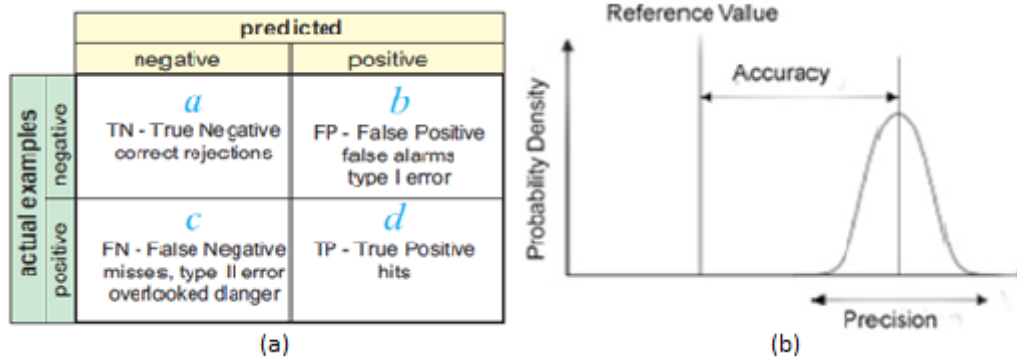 predicted
negative positive
actual examples
negative
a
TN - True Negative
correct rejections
b
FP - False Positive
false alarms
type I error
positive
c
FN - False Negative
misses, type II error
overlooked danger
d
TP - True Positive
hits
(a)
Reference Value
Probability Density
Accuracy
Precision
(b)